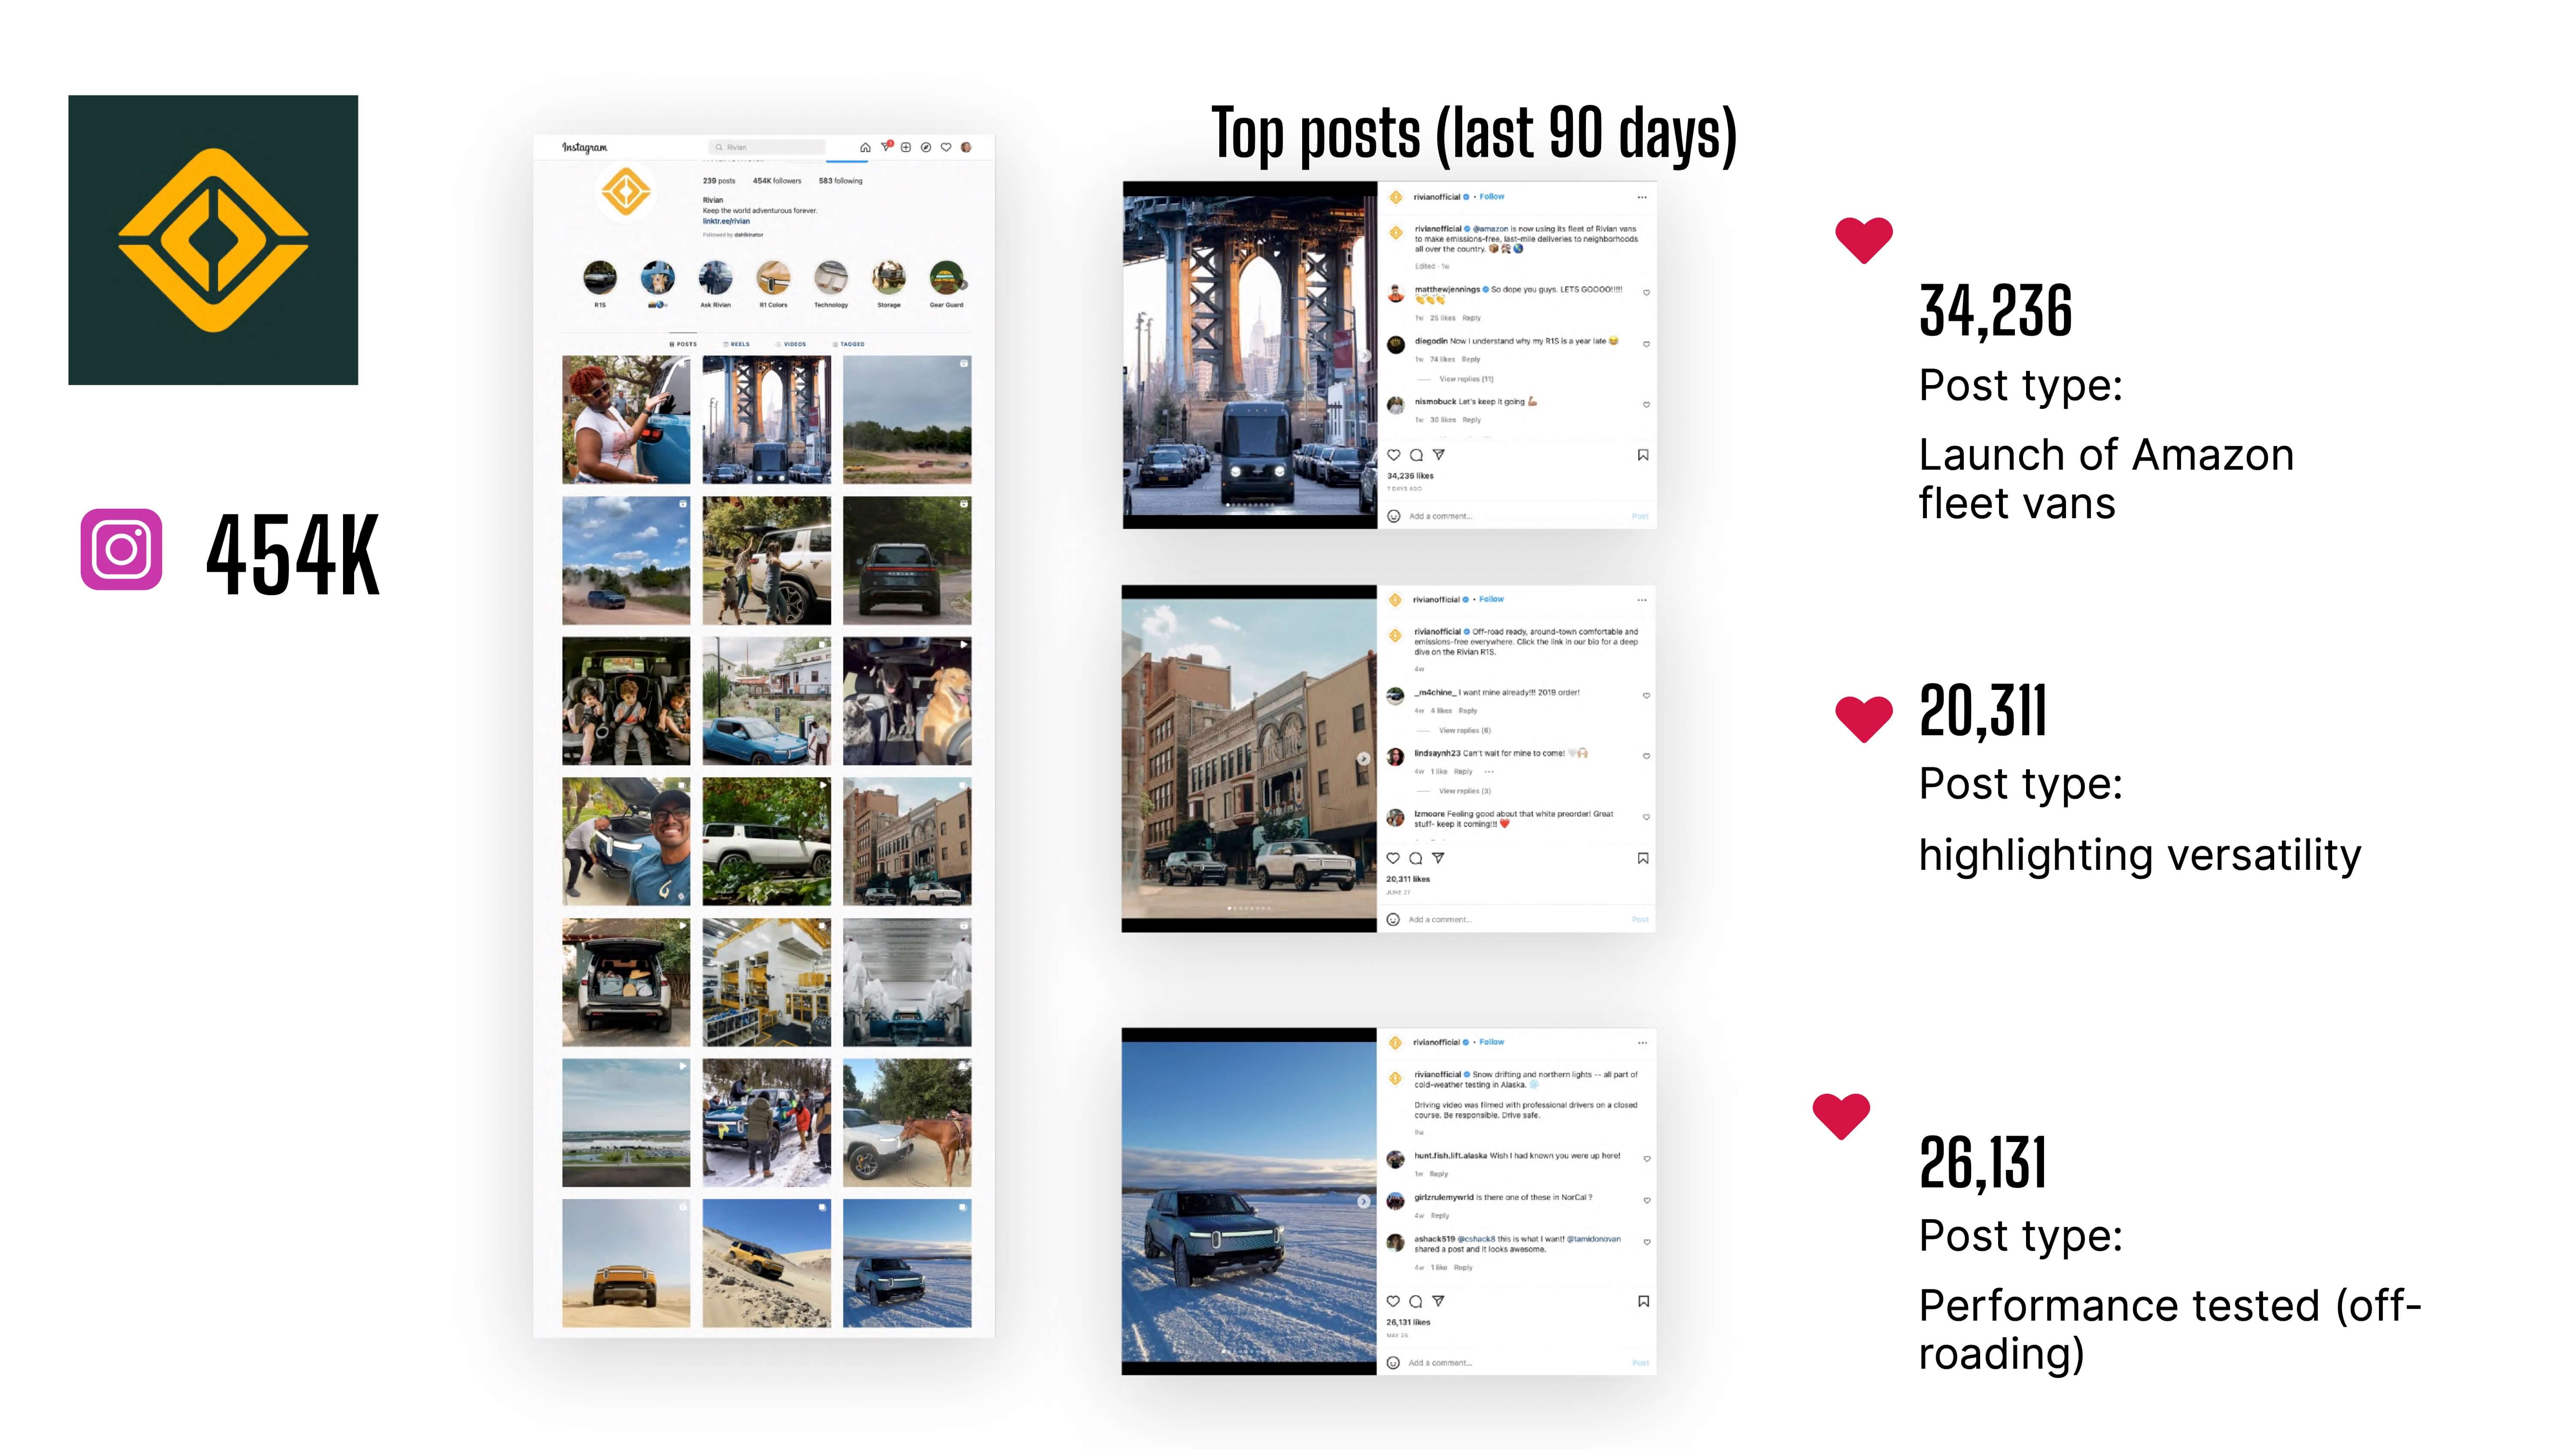 454K
Instagram
Rivian
239 posts 454K followers 583 following
Rivian
Keep the world adventurous forever.
linktr.ee/rivian
Followed by dahlkinator
R1S
Ask Rivian
R1 Colors
Technology
Storage
Gear Guard
POSTS
REELS
VIDEOS
TAGGED
Top posts (last 90 days)
rivianofficial • Follow
rivianofficial @amazon is now using its fleet of Rivian vans
to make emissions-free, last-mile deliveries to neighborhoods
all over the country. 📦🏘️🌎
Edited · 1w
matthewjennings So dope you guys. LETS GOOOO!!!!!
👏👏👏
1w 25 likes Reply
diegodin Now I understand why my R1S is a year late 😂
1w 74 likes Reply
View replies (11)
nismobuck Let's keep it going 💪🏽
1w 30 likes Reply
34,236 likes
7 DAYS AGO
Add a comment...
Post
34,236
Post type:
Launch of Amazon
fleet vans
rivianofficial • Follow
rivianofficial Off-road ready, around-town comfortable and
emissions-free everywhere. Click the link in our bio for a deep
dive on the Rivian R1S.
4w
_m4chine_ I want mine already!!! 2019 order!
4w 4 likes Reply
View replies (6)
lindsaynh23 Can't wait for mine to come! 🤍🙌🏻
4w 1 like Reply ...
View replies (3)
lzmoore Feeling good about that white preorder! Great
stuff- keep it coming!!! ❤️
20,311 likes
JUNE 27
Add a comment...
Post
20,311
Post type:
highlighting versatility
rivianofficial • Follow
rivianofficial Snow drifting and northern lights -- all part of
cold-weather testing in Alaska. ❄️
Driving video was filmed with professional drivers on a closed
course. Be responsible. Drive safe.
9w
hunt.fish.lift.alaska Wish I had known you were up here!
1w Reply
girlzrulemywrld Is there one of these in NorCal ?
4w Reply
ashack519 @cshack8 this is what I want! @tamidonovan
shared a post and it looks awesome.
4w 1 like Reply
26,131 likes
Add a comment...
Post
26,131
Post type:
Performance tested (off-
roading)